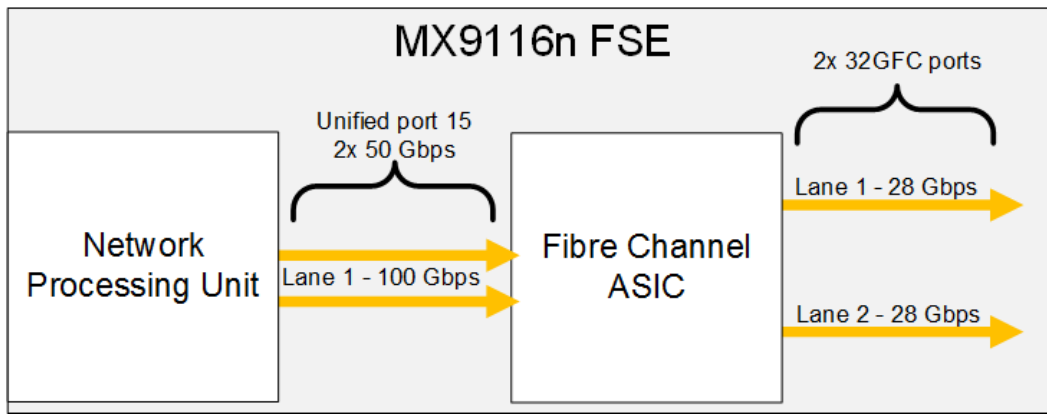 MX9116n FSE
2x 32GFC ports
Unified port 15
2x 50 Gbps
Lane 1 - 28 Gbps
Network
Processing Unit
Lane 1 - 100 Gbps
Fibre Channel
ASIC
Lane 2 - 28 Gbps